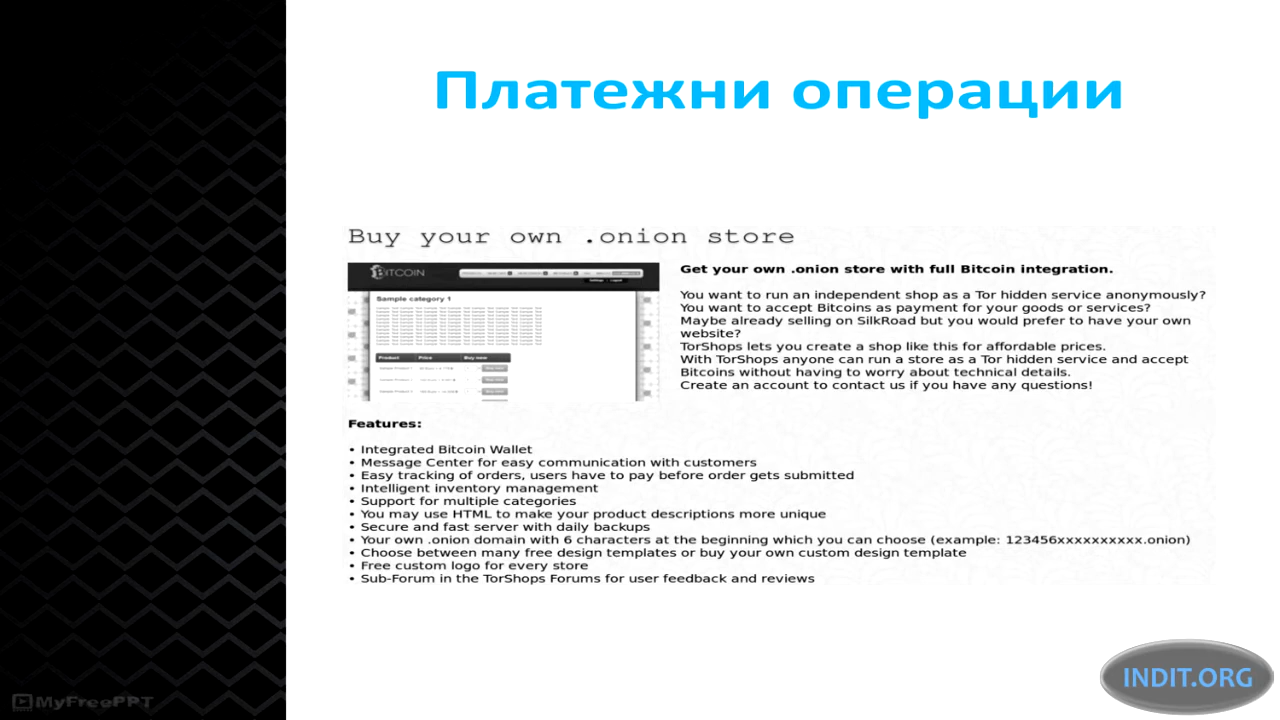 Платежни операции
Buy your own .onion store
BITCOIN
Sample category 1
Product Price Buy now
Get your own .onion store with full Bitcoin integration.
You want to run an independent shop as a Tor hidden service anonymously?
You want to accept Bitcoins as payment for your goods or services?
Maybe already selling on SilkRoad but you would prefer to have your own
website?
TorShops lets you create a shop like this for affordable prices.
With TorShops anyone can run a store as a Tor hidden service and accept
Bitcoins without having to worry about technical details.
Create an account to contact us if you have any questions!
Features:
• Integrated Bitcoin Wallet
• Message Center for easy communication with customers
• Easy tracking of orders, users have to pay before order gets submitted
• Intelligent inventory management
• Support for multiple categories
• You may use HTML to make your product descriptions more unique
• Secure and fast server with daily backups
• Your own .onion domain with 6 characters at the beginning which you can choose (example: 123456xxxxxxxxxx.onion)
• Choose between many free design templates or buy your own custom design template
• Free custom logo for every store
• Sub-Forum in the TorShops Forums for user feedback and reviews
INDIT.ORG
MyFreePPT